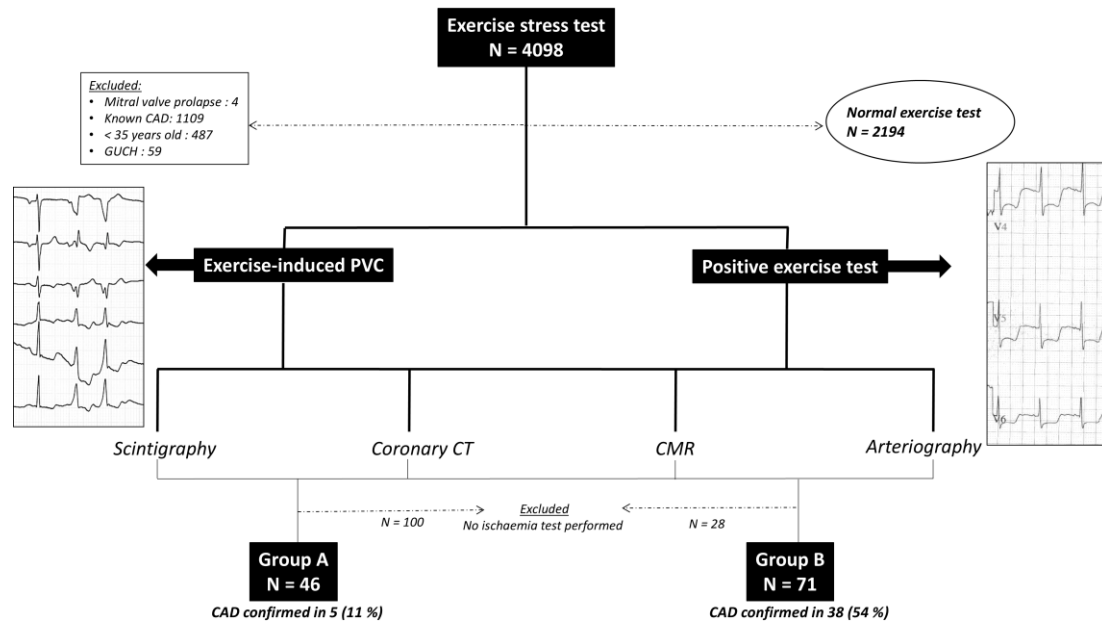 Exercise stress test
N = 4098
Excluded:
• Mitral valve prolapse : 4
• Known CAD: 1109
• < 35 years old : 487
• GUCH : 59
Normal exercise test
N = 2194
Exercise-induced PVC
Positive exercise test
V4
V5
V6
Scintigraphy
Coronary CT
CMR
Arteriography
N = 100
Excluded
No ischaemia test performed
N = 28
Group A
N = 46
CAD confirmed in 5 (11 %)
Group B
N = 71
CAD confirmed in 38 (54 %)